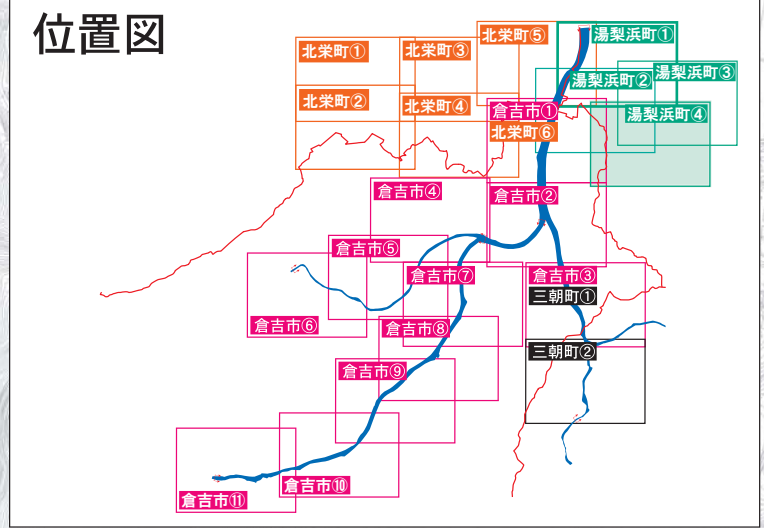 位置図
北栄町①
北栄町③
北栄町⑤
湯梨浜町①
湯梨浜町②
湯梨浜町③
北栄町②
北栄町④
倉吉市①
湯梨浜町④
北栄町⑥
倉吉市④
倉吉市②
倉吉市⑤
倉吉市⑦
倉吉市③
三朝町①
倉吉市⑥
倉吉市⑧
三朝町②
倉吉市⑨
倉吉市⑩
倉吉市⑪